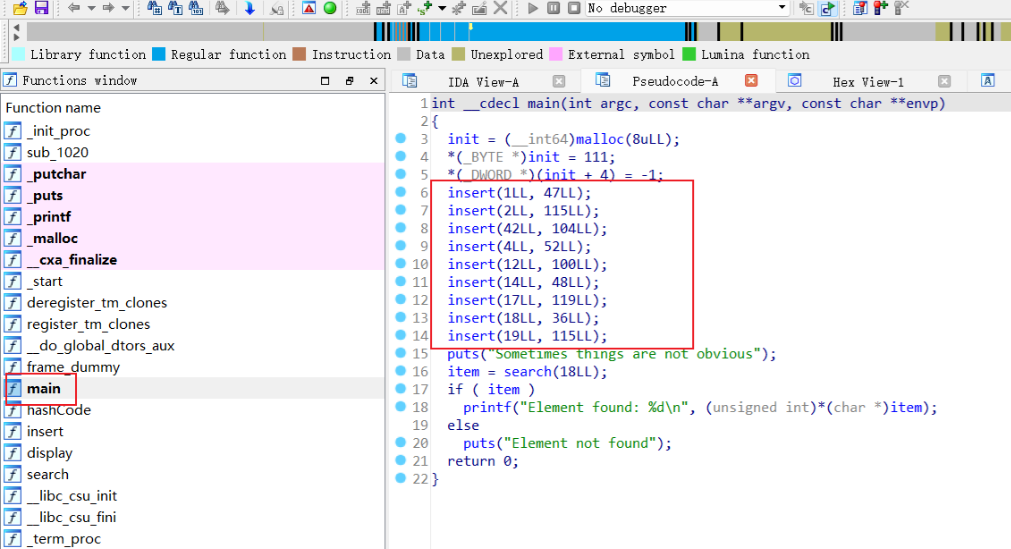 No debugger
Library function Regular function Instruction Data Unexplored External symbol Lumina function
Functions window
IDA View-A
Pseudocode-A
Hex View-1
Function name
_init_proc
sub_1020
_putchar
_puts
_printf
_malloc
__cxa_finalize
_start
deregister_tm_clones
register_tm_clones
__do_global_dtors_aux
frame_dummy
main
hashCode
insert
display
search
__libc_csu_init
__libc_csu_fini
_term_proc
1 int __cdecl main(int argc, const char **argv, const char **envp)
2 {
3 init = (__int64)malloc(8uLL);
4 *(_BYTE *)init = 111;
5 *(_DWORD *)(init + 4) = -1;
6 insert(1LL, 47LL);
7 insert(2LL, 115LL);
8 insert(42LL, 104LL);
9 insert(4LL, 52LL);
10 insert(12LL, 100LL);
11 insert(14LL, 48LL);
12 insert(17LL, 119LL);
13 insert(18LL, 36LL);
14 insert(19LL, 115LL);
15 puts("Sometimes things are not obvious");
16 item = search(18LL);
17 if ( item )
18 printf("Element found: %d\n", (unsigned int)*(char *)item);
19 else
20 puts("Element not found");
21 return 0;
22 }